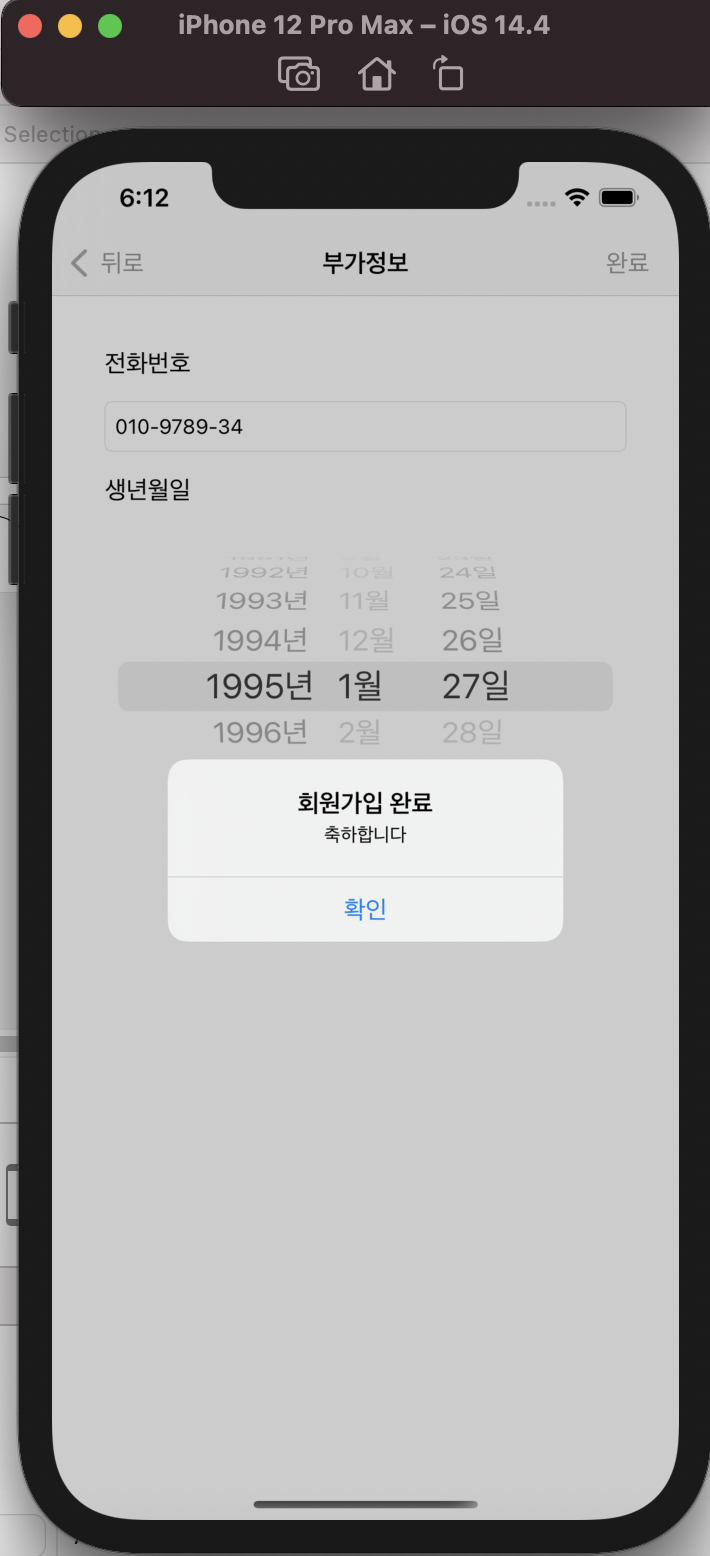 iPhone 12 Pro Max – iOS 14.4
Selection
6:12
뒤로 부가정보 완료
전화번호
010-9789-34
생년월일
1992년 10월 24일
1993년 11월 25일
1994년 12월 26일
1995년 1월 27일
1996년 2월 28일
회원가입 완료
축하합니다
확인